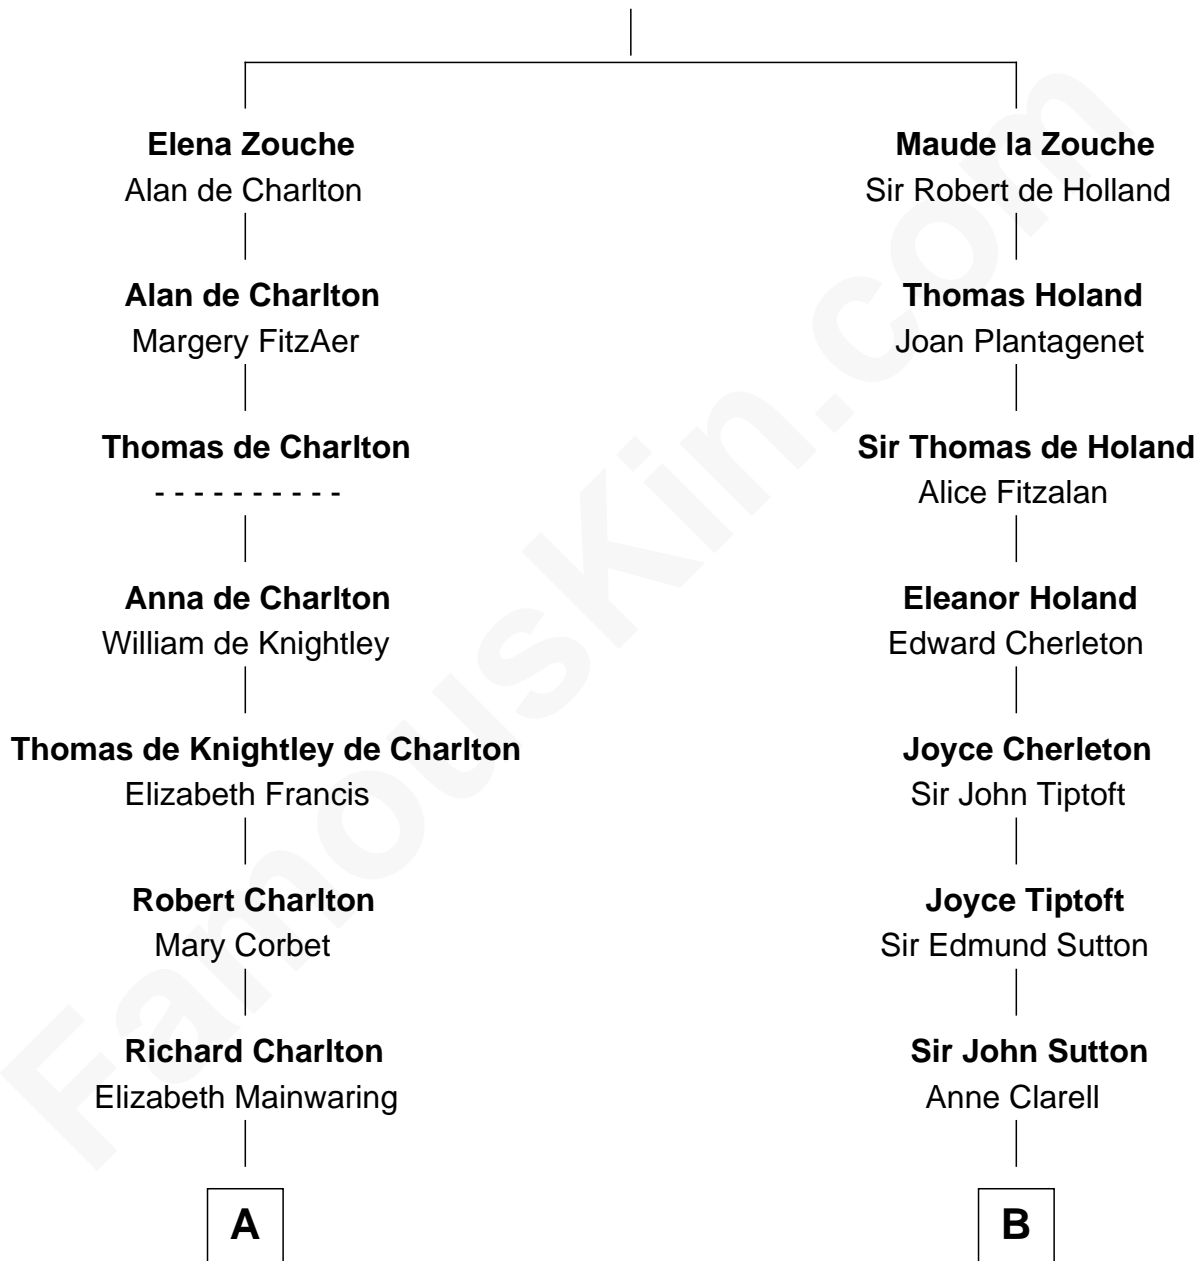 Elena Zouche
Alan de Charlton
Alan de Charlton
Margery FitzAer
Thomas de Charlton
- - - - - - - - - -
Anna de Charlton
William de Knightley
Thomas de Knightley de Charlton
Elizabeth Francis
Robert Charlton
Mary Corbet
Richard Charlton
Elizabeth Mainwaring
A
Maude la Zouche
Sir Robert de Holland
Thomas Holand
Joan Plantagenet
Sir Thomas de Holand
Alice Fitzalan
Eleanor Holand
Edward Cherleton
Joyce Cherleton
Sir John Tiptoft
Joyce Tiptoft
Sir Edmund Sutton
Sir John Sutton
Anne Clarell
B
FamousKin.com